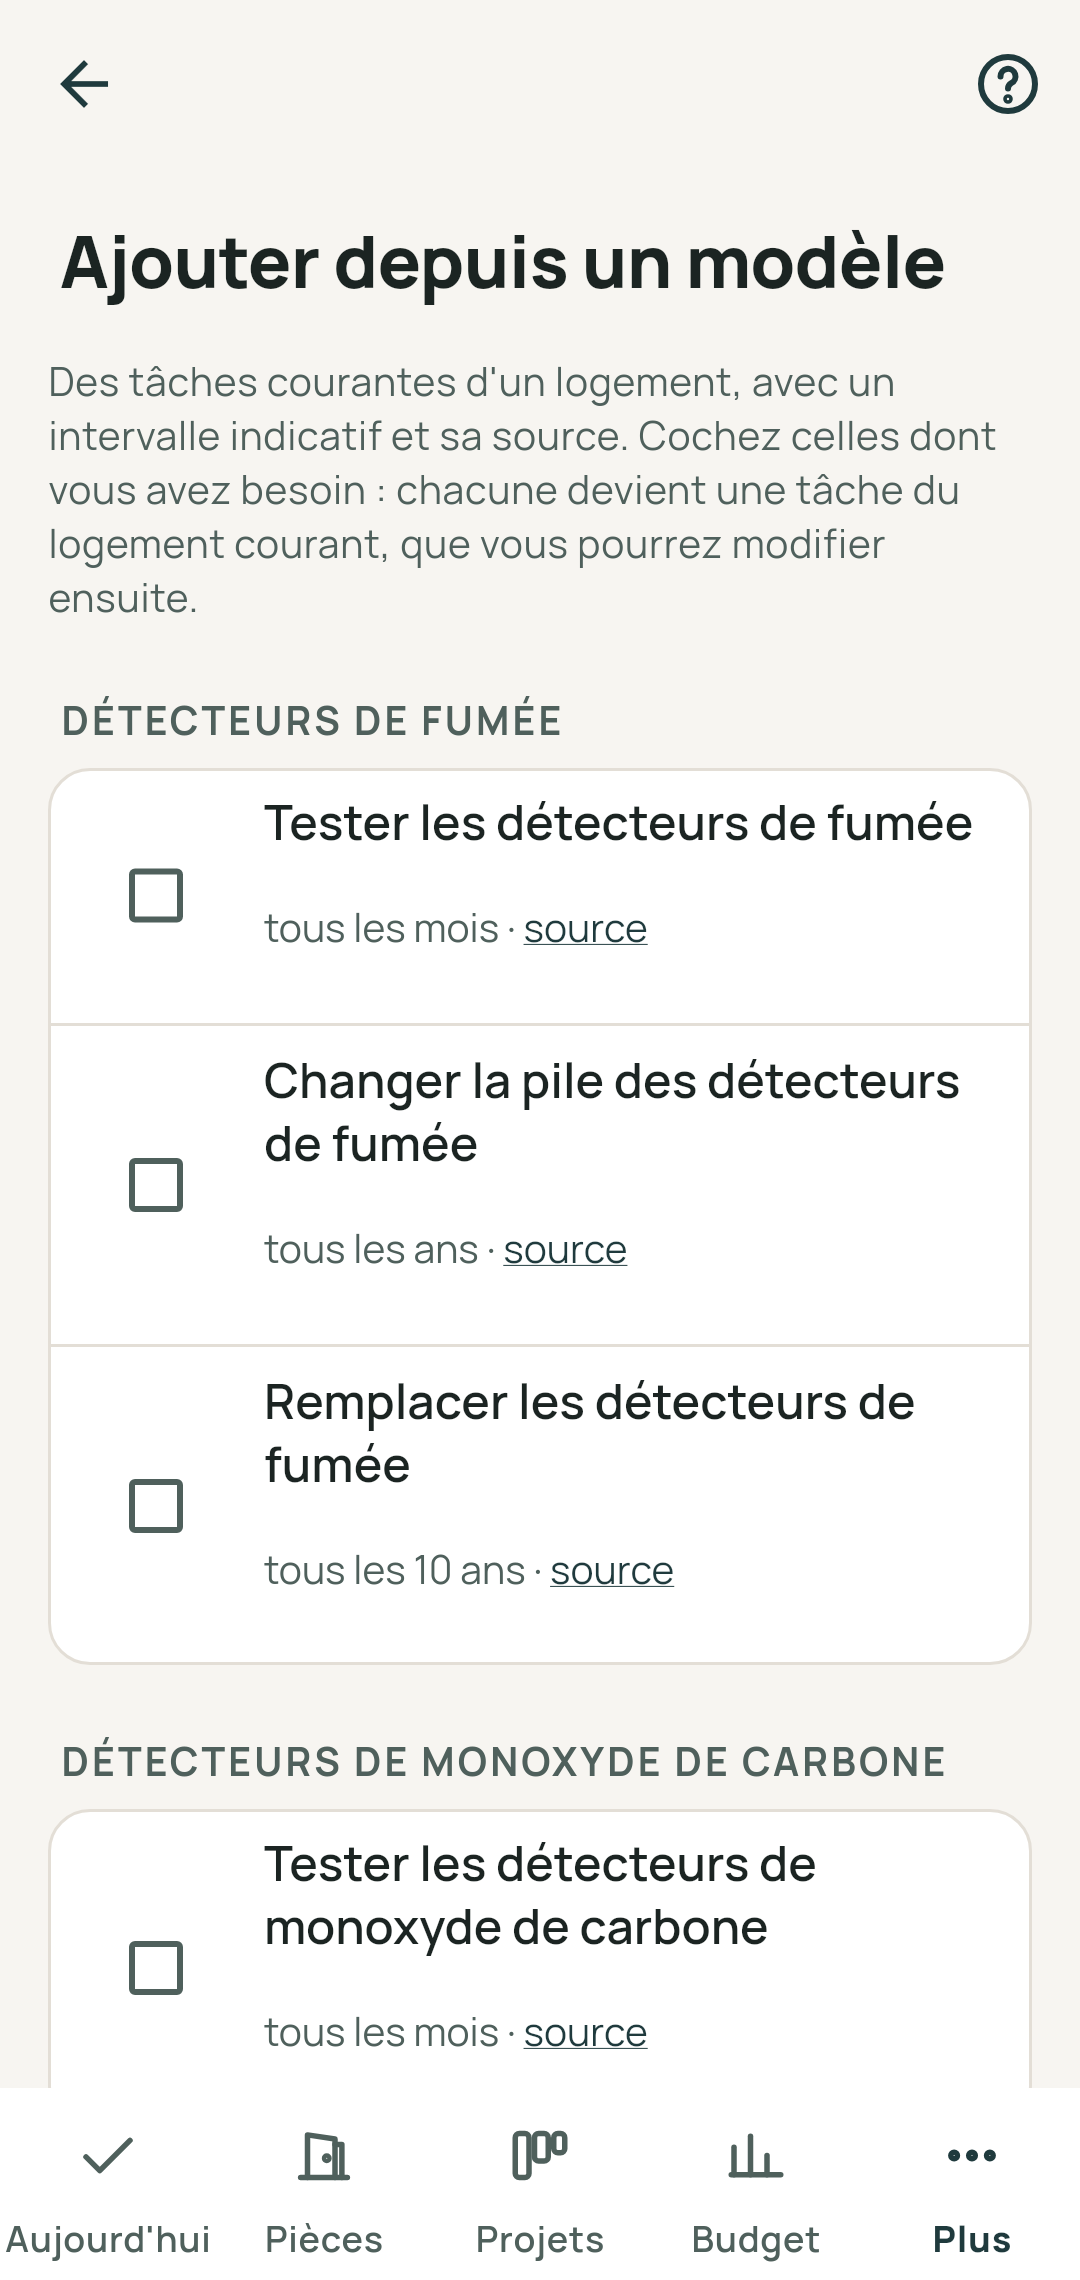 Ajouter depuis un modèle
Des tâches courantes d'un logement, avec un
intervalle indicatif et sa source. Cochez celles dont
vous avez besoin : chacune devient une tâche du
logement courant, que vous pourrez modifier
ensuite.
DÉTECTEURS DE FUMÉE
Tester les détecteurs de fumée
tous les mois · source
Changer la pile des détecteurs
de fumée
tous les ans · source
Remplacer les détecteurs de
fumée
tous les 10 ans · source
DÉTECTEURS DE MONOXYDE DE CARBONE
Tester les détecteurs de
monoxyde de carbone
tous les mois · source
Aujourd'hui Pièces Projets Budget Plus